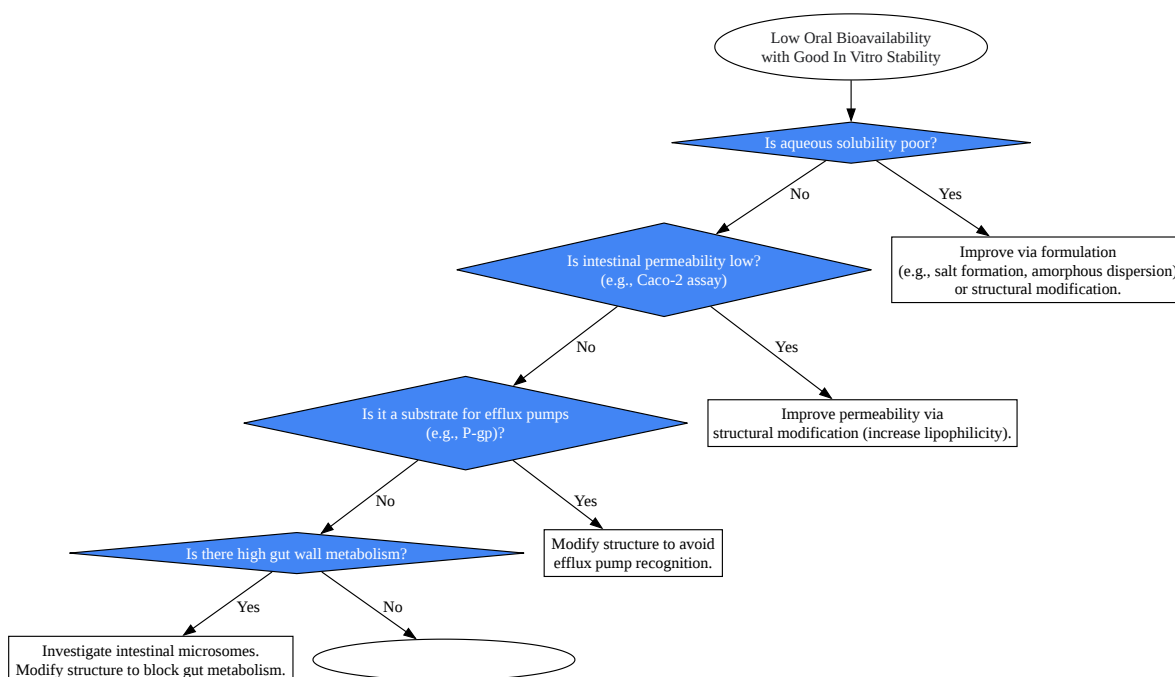 Low Oral Bioavailability
with Good In Vitro Stability
Is aqueous solubility poor?
No
Yes
Is intestinal permeability low?
(e.g., Caco-2 assay)
Improve via formulation
(e.g., salt formation, amorphous dispersion)
or structural modification.
No
Yes
Is it a substrate for efflux pumps
(e.g., P-gp)?
Improve permeability via
structural modification (increase lipophilicity).
No
Yes
Is there high gut wall metabolism?
Modify structure to avoid
efflux pump recognition.
Yes
No
Investigate intestinal microsomes.
Modify structure to block gut metabolism.